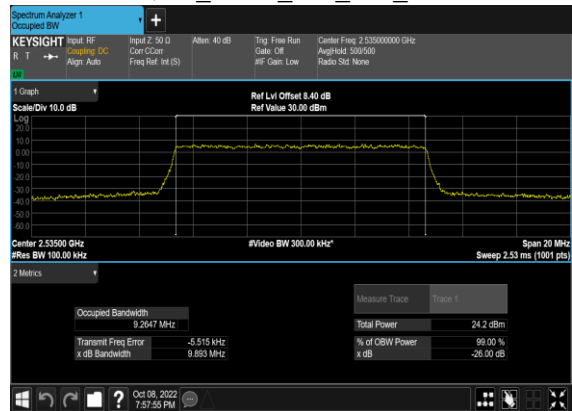 Spectrum Analyzer 1
Occupied BW
+
KEYSIGHT
R T
LW
Input: RF
Coupling: DC
Align: Auto
Input Z: 50 Ω
Corr CCorr
Freq Ref: Int (S)
Atten: 40 dB
Trig: Free Run
Gate: Off
#IF Gain: Low
Center Freq: 2.535000000 GHz
Avg|Hold: 500/500
Radio Std: None
1 Graph
Scale/Div 10.0 dB
Ref Lvl Offset 8.40 dB
Ref Value 30.00 dBm
Log
20.0
10.0
0.00
-10.0
-20.0
-30.0
-40.0
-50.0
-60.0
Center 2.53500 GHz
#Res BW 100.00 kHz
#Video BW 300.00 kHz*
Span 20 MHz
Sweep 2.53 ms (1001 pts)
2 Metrics
Measure Trace Trace 1
Occupied Bandwidth
9.2647 MHz
Total Power 24.2 dBm
Transmit Freq Error -5.515 kHz
% of OBW Power 99.00 %
x dB Bandwidth 9.893 MHz
x dB -26.00 dB
?
Oct 08, 2022
7:57:55 PM